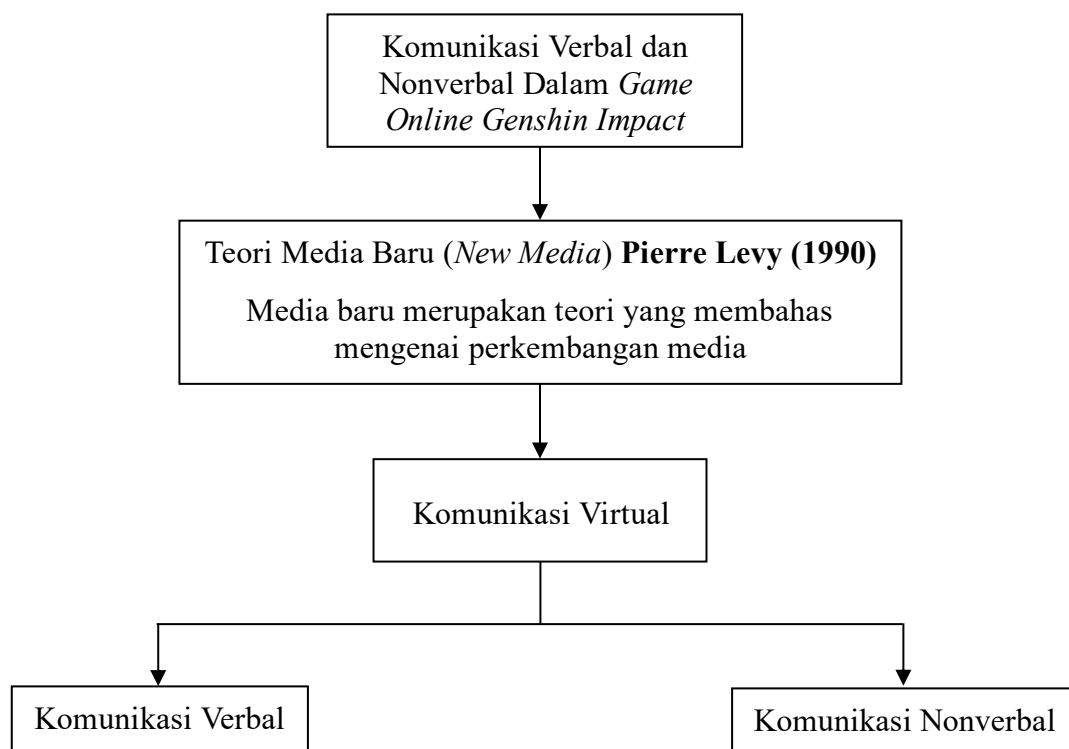 Komunikasi Verbal dan
Nonverbal Dalam Game
Online Genshin Impact
Teori Media Baru (New Media) Pierre Levy (1990)
Media baru merupakan teori yang membahas
mengenai perkembangan media
Komunikasi Virtual
Komunikasi Verbal
Komunikasi Nonverbal